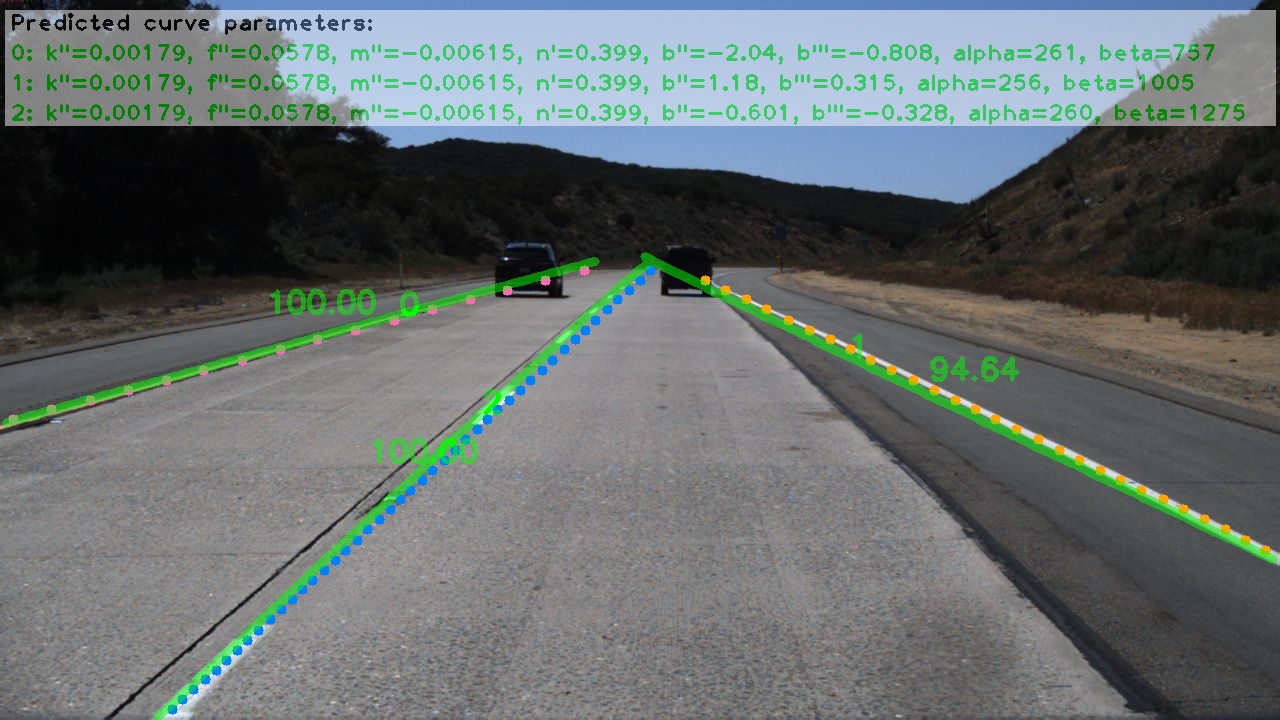 Predicted curve parameters:
0: k''=0.00179, f''=0.0578, m''=−0.00615, n'=0.399, b''=−2.04, b'''=−0.808, alpha=261, beta=757
1: k''=0.00179, f''=0.0578, m''=−0.00615, n'=0.399, b''=1.18, b'''=0.315, alpha=256, beta=1005
2: k''=0.00179, f''=0.0578, m''=−0.00615, n'=0.399, b''=−0.601, b'''=−0.328, alpha=260, beta=1275
100.00 0
1
94.64
2
100.00